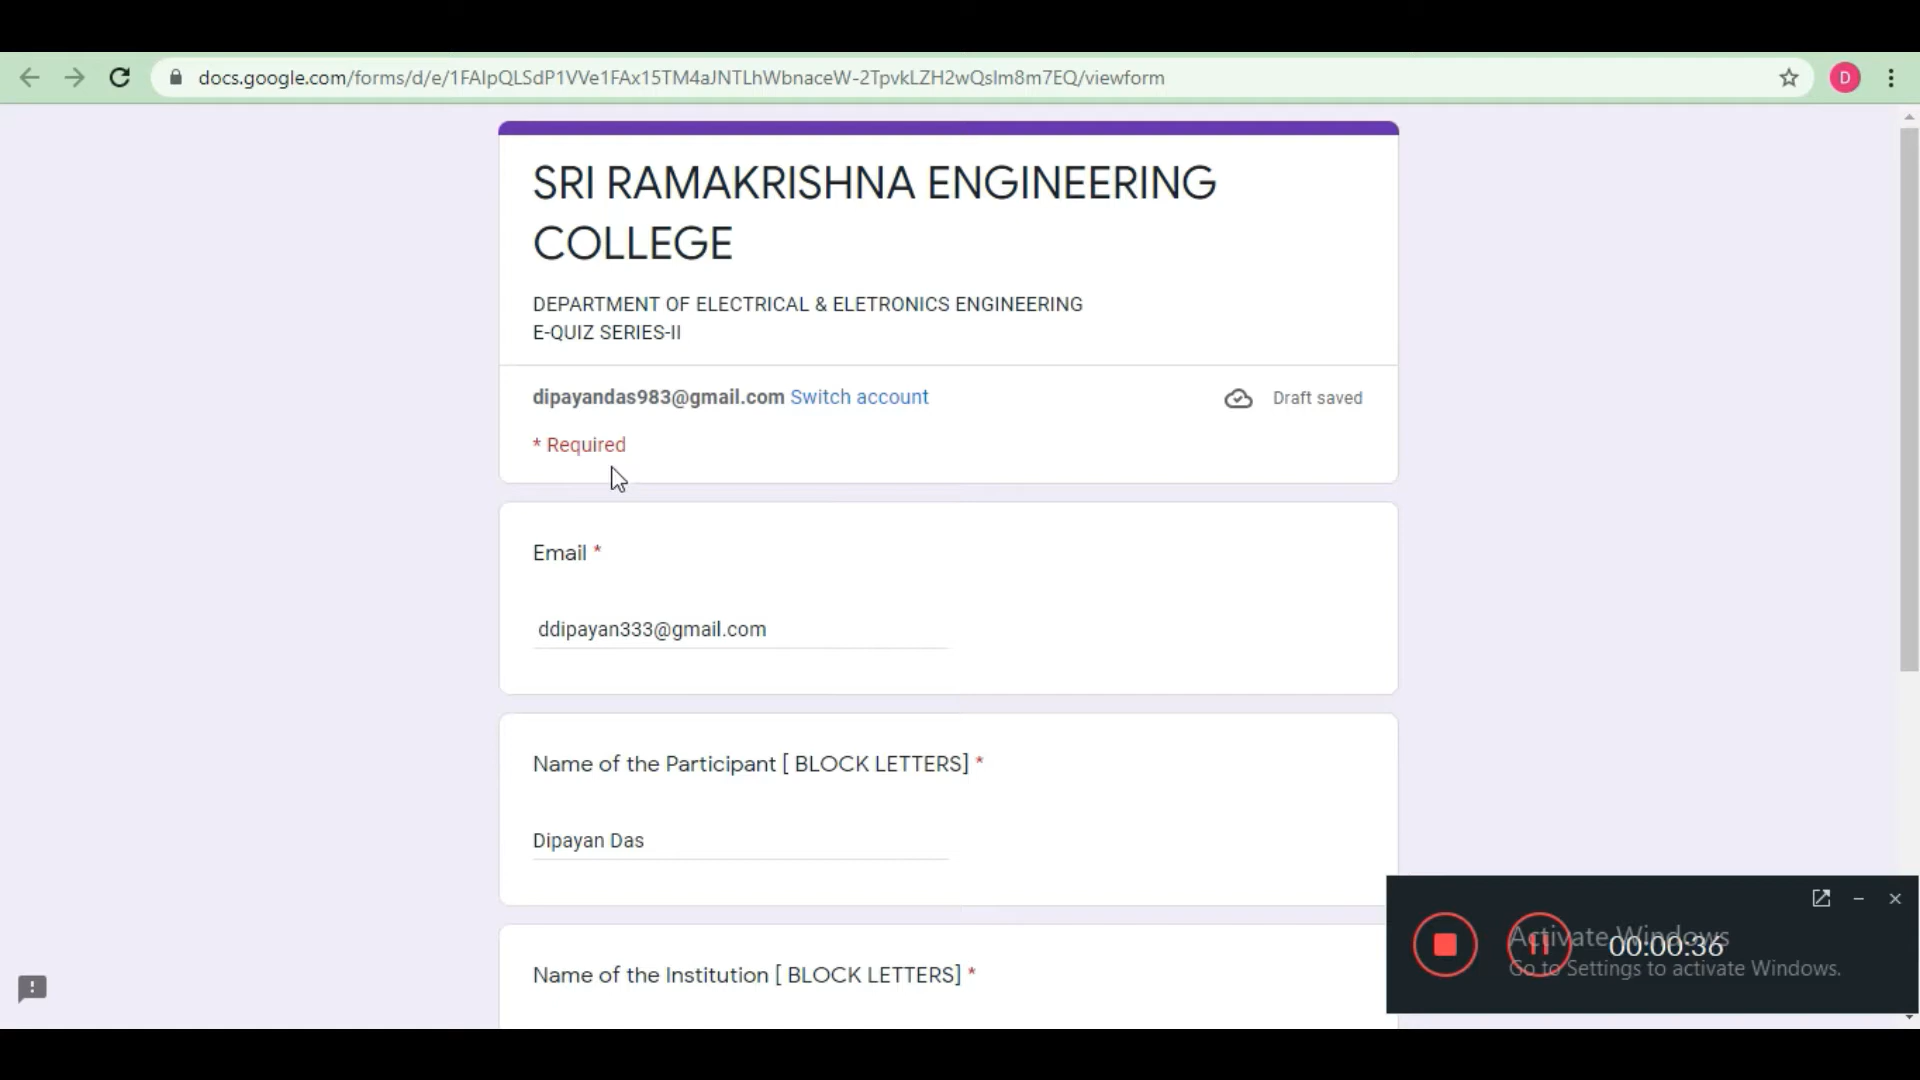 docs.google.com/forms/d/e/1FAIpQLSdP1VVe1FAx15TM4aJNTLhWbnaceW-2TpvkLZH2wQslm8m7EQ/viewform
D
SRI RAMAKRISHNA ENGINEERING
COLLEGE
DEPARTMENT OF ELECTRICAL & ELETRONICS ENGINEERING
E-QUIZ SERIES-II
dipayandas983@gmail.com Switch account
Draft saved
* Required
Email *
ddipayan333@gmail.com
Name of the Participant [ BLOCK LETTERS] *
Dipayan Das
Name of the Institution [ BLOCK LETTERS] *
Activate Windows
00:00:36
Go to Settings to activate Windows.